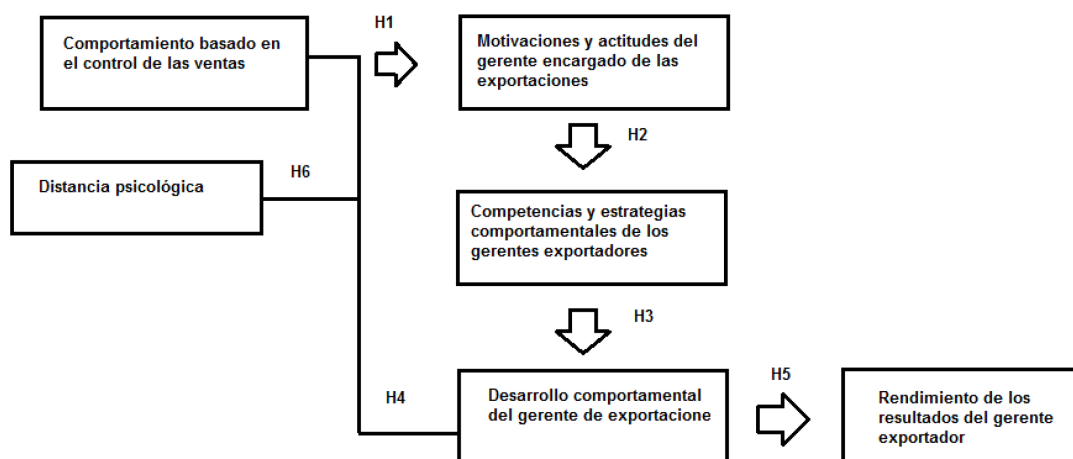 H1
Comportamiento basado en
el control de las ventas
Motivaciones y actitudes del
gerente encargado de las
exportaciones
H2
H6
Distancia psicológica
Competencias y estrategias
comportamentales de los
gerentes exportadores
H3
H4
Desarrollo comportamental
del gerente de exportacione
H5
Rendimiento de los
resultados del gerente
exportador